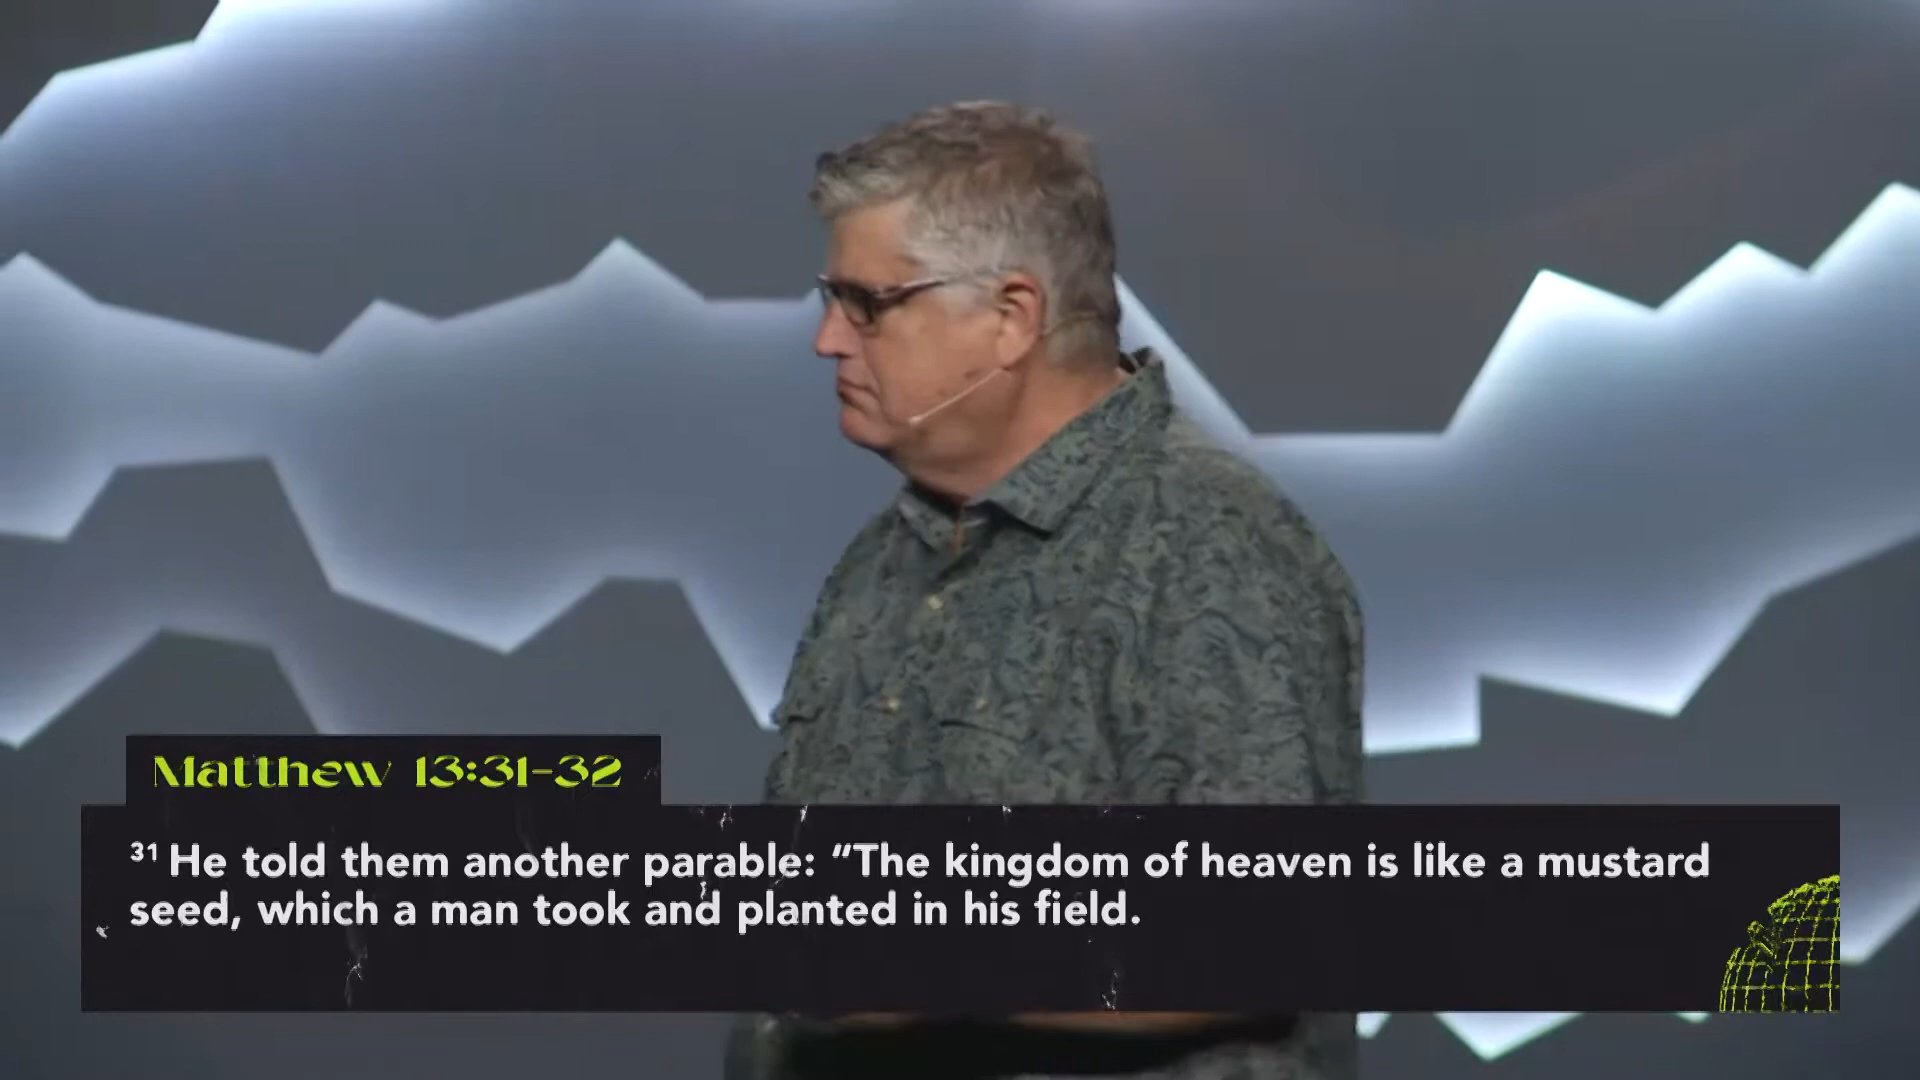 Matthew 13:31-32
³¹ He told them another parable: “The kingdom of heaven is like a mustard
seed, which a man took and planted in his field.